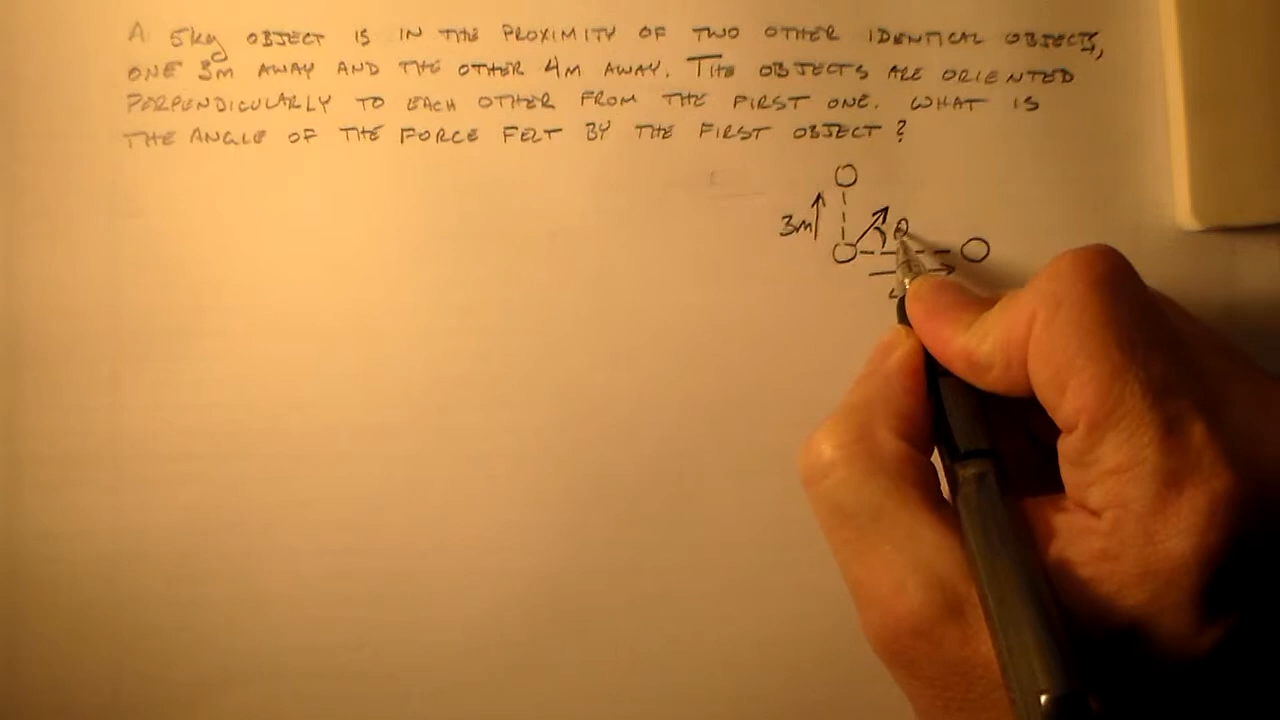 A 5kg OBJECT IS IN THE PROXIMITY OF TWO OTHER IDENTICAL OBJECTS,
ONE 3m AWAY AND THE OTHER 4m AWAY. THE OBJECTS ARE ORIENTED
PERPENDICULARLY TO EACH OTHER FROM THE FIRST ONE. WHAT IS
THE ANGLE OF THE FORCE FELT BY THE FIRST OBJECT?
3m
θ